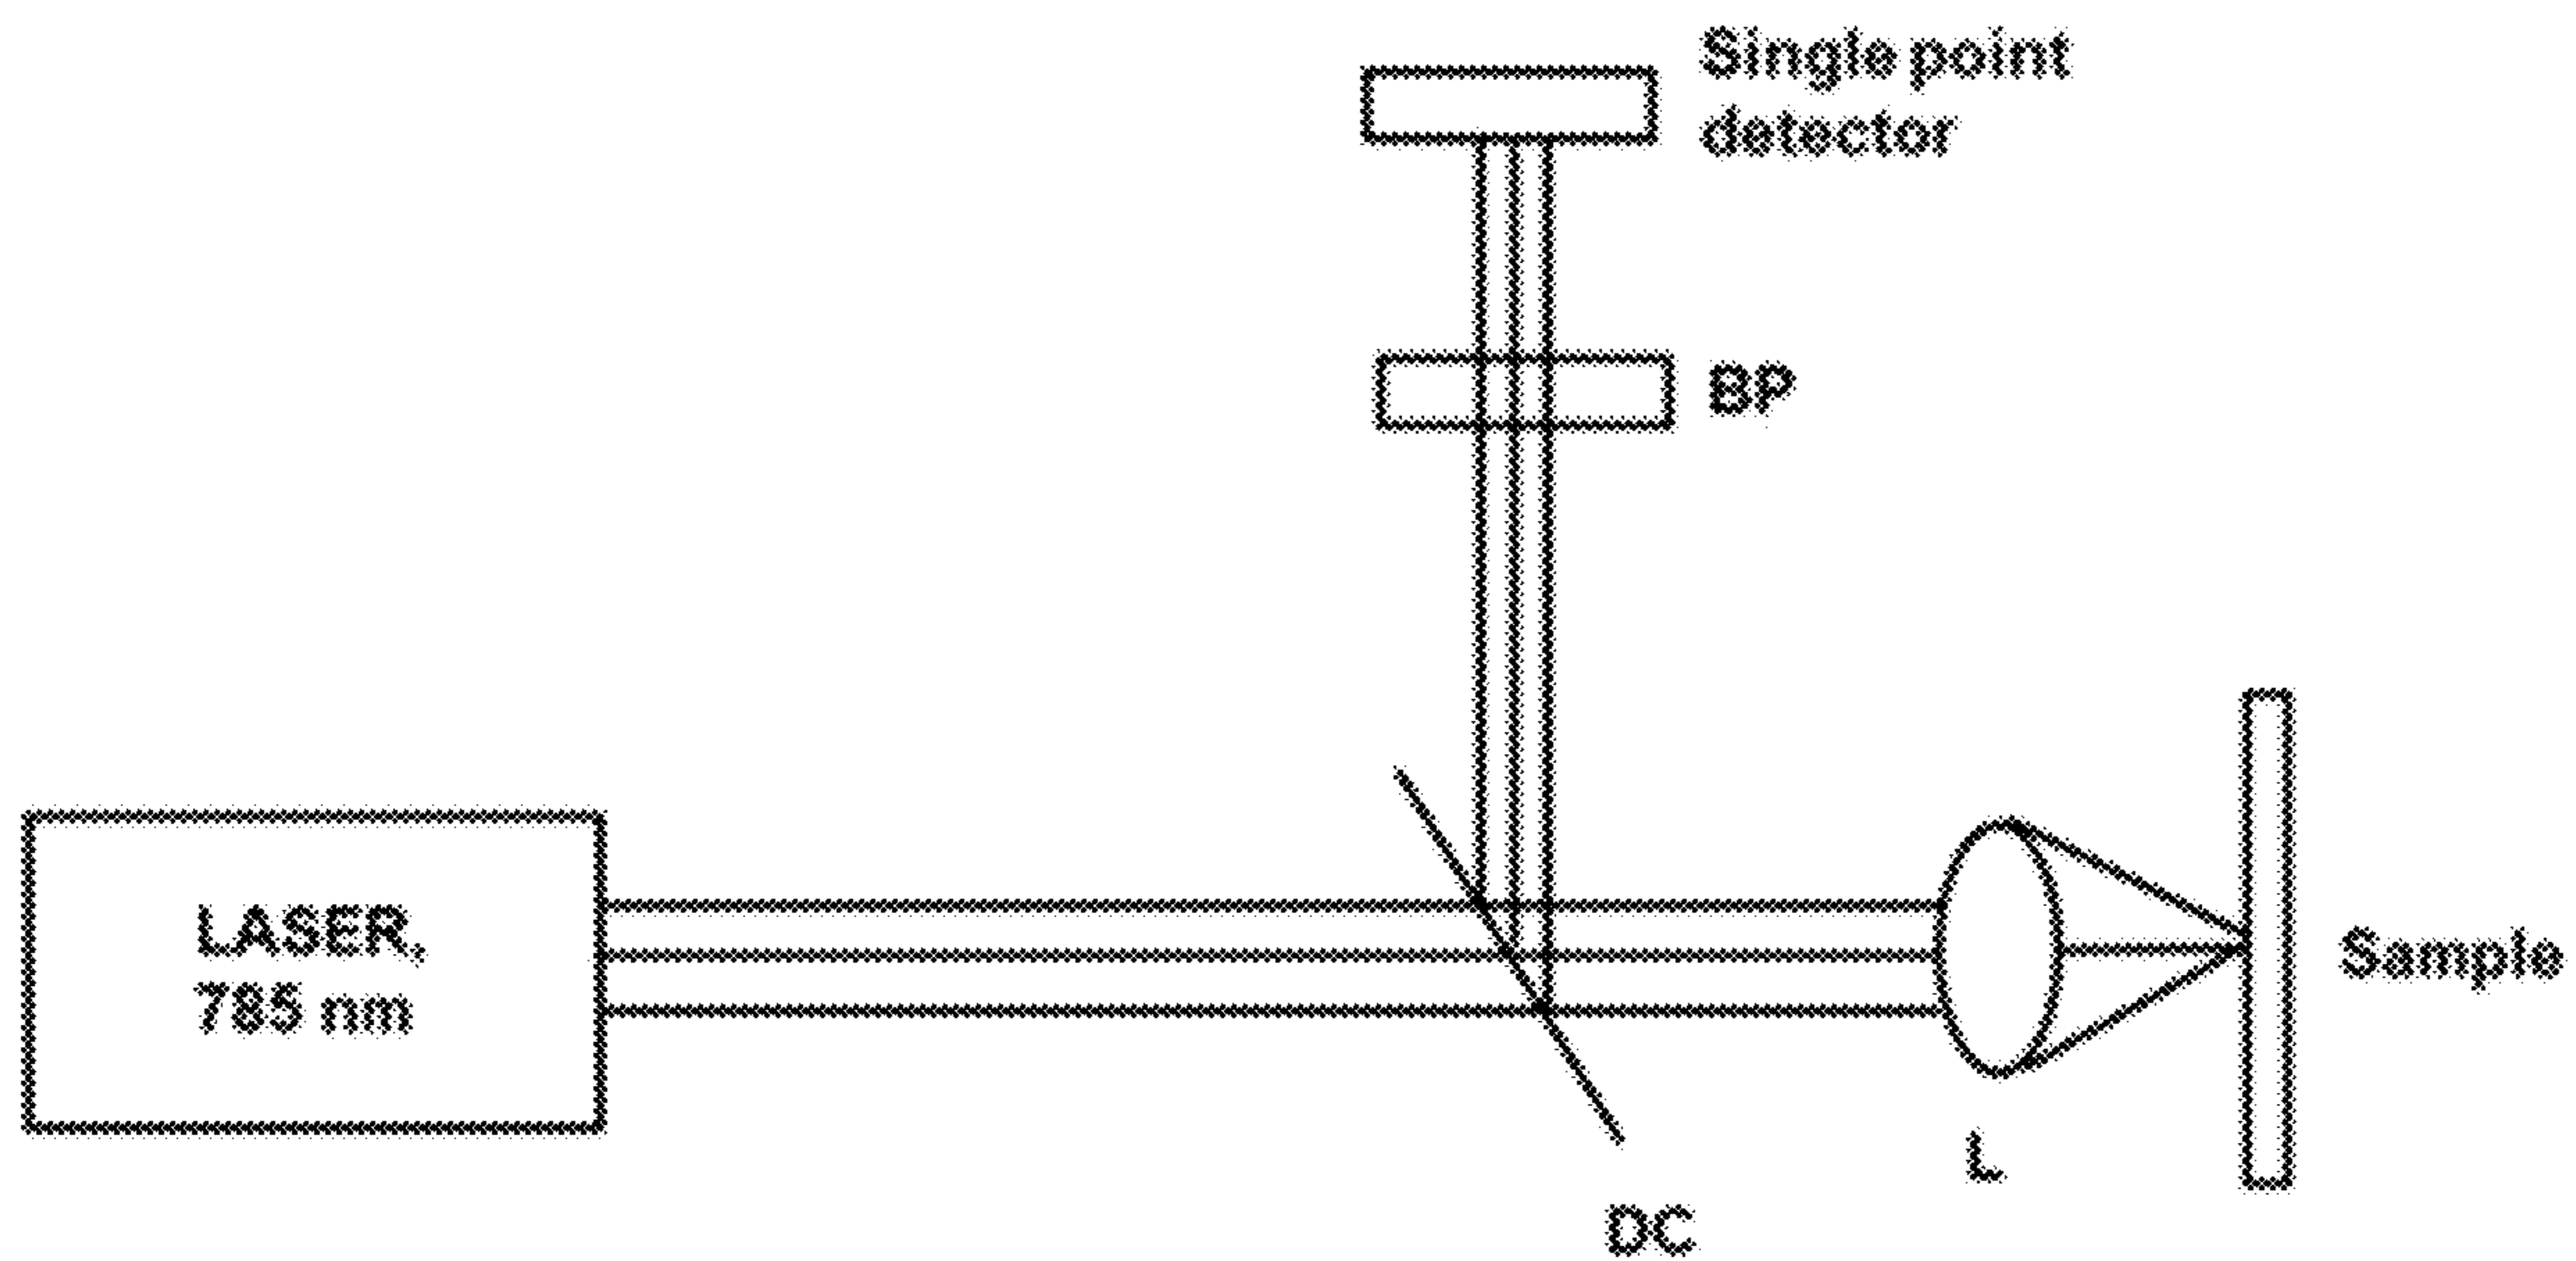 Single point
detector
BP
LASER,
785 nm
Sample
L
DC